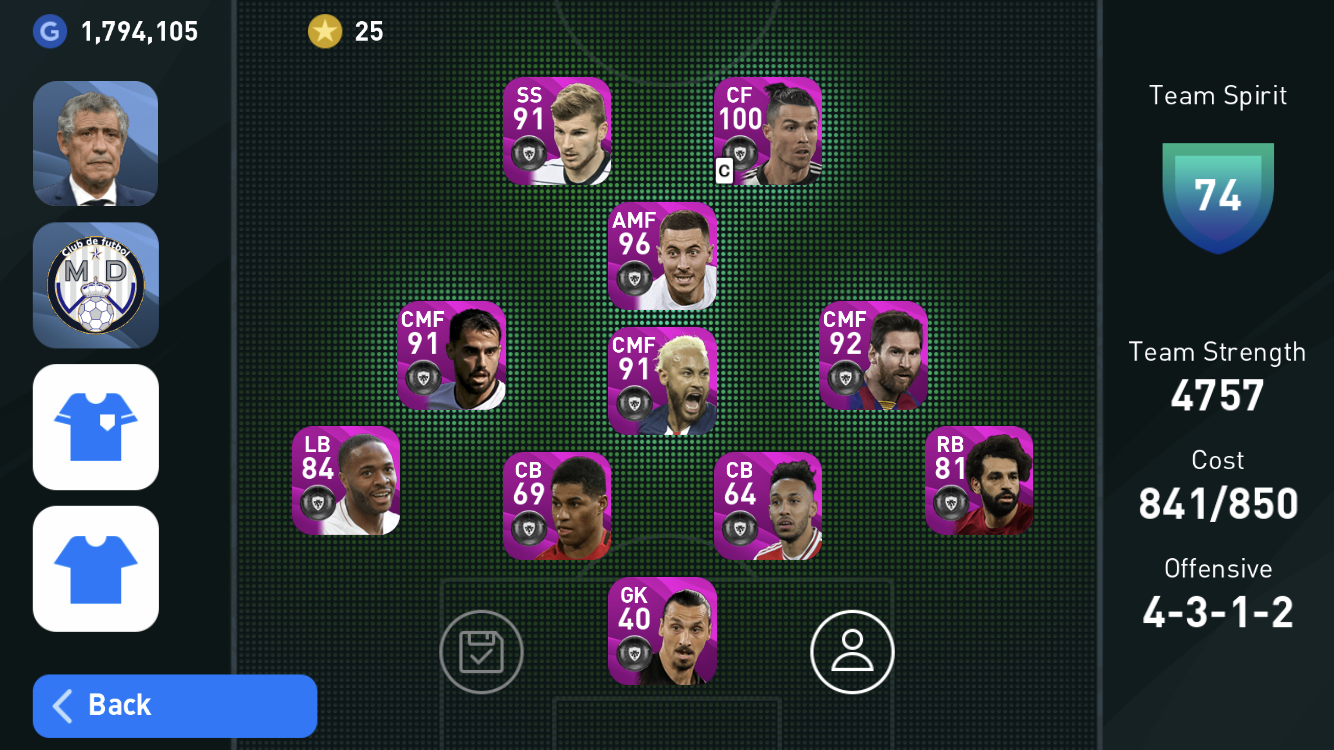 G 1,794,105
25
Club de futbol
M D
SS
91
CF
100
C
AMF
96
CMF
91
CMF
91
CMF
92
LB
84
CB
69
CB
64
RB
81
GK
40
Team Spirit
74
Team Strength
4757
Cost
841/850
Offensive
4-3-1-2
Back